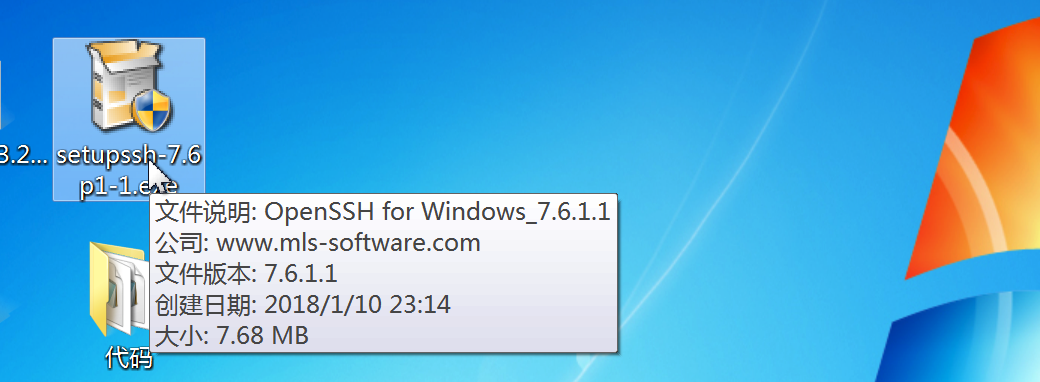 3.2...
setupssh-7.6
p1-1.exe
文件说明: OpenSSH for Windows_7.6.1.1
公司: www.mls-software.com
文件版本: 7.6.1.1
创建日期: 2018/1/10 23:14
大小: 7.68 MB
代码